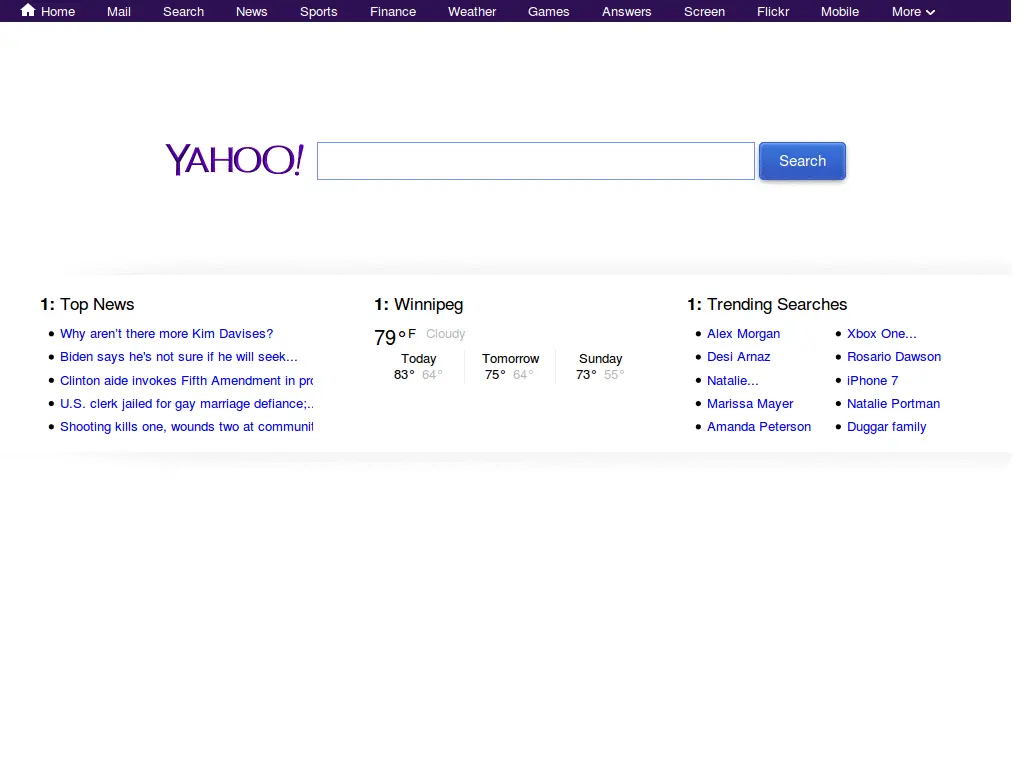 Home Mail Search News Sports Finance Weather Games Answers Screen Flickr Mobile More
YAHOO!
Search
1: Top News
Why aren't there more Kim Davises?
Biden says he's not sure if he will seek...
Clinton aide invokes Fifth Amendment in pro
U.S. clerk jailed for gay marriage defiance;..
Shooting kills one, wounds two at communit
1: Winnipeg
79°F Cloudy
Today Tomorrow Sunday
83° 64° 75° 64° 73° 55°
1: Trending Searches
Alex Morgan
Desi Arnaz
Natalie...
Marissa Mayer
Amanda Peterson
Xbox One...
Rosario Dawson
iPhone 7
Natalie Portman
Duggar family